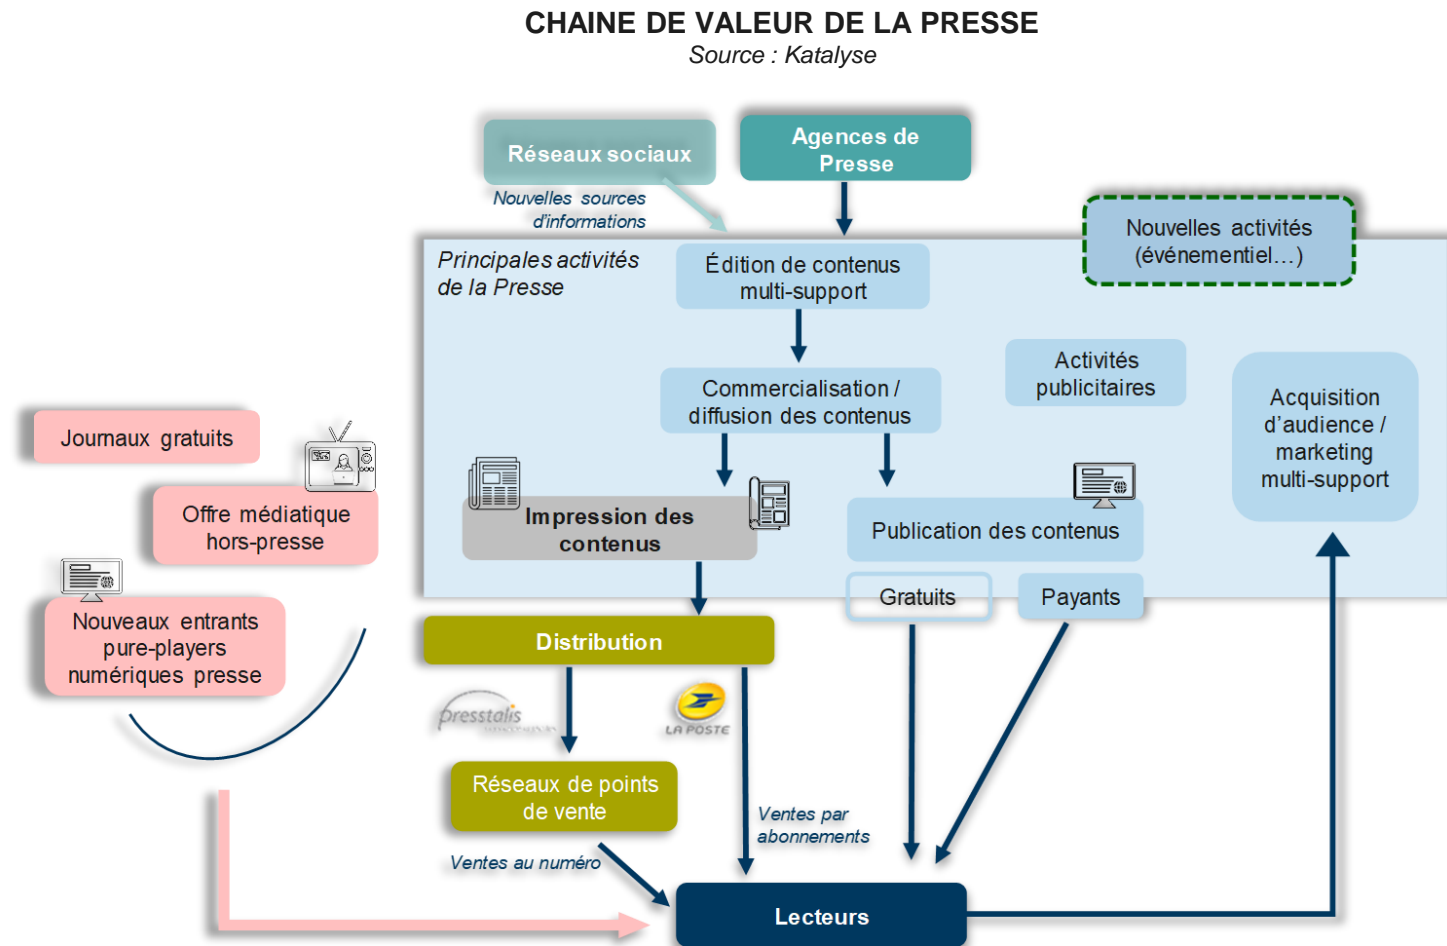 CHAINE DE VALEUR DE LA PRESSE
Source : Katalyse
Réseaux sociaux
Agences de
Presse
Nouvelles sources
d'informations
Nouvelles activités
(événementiel…)
Principales activités
de la Presse
Édition de contenus
multi-support
Commercialisation /
diffusion des contenus
Activités
publicitaires
Acquisition
d'audience /
marketing
multi-support
Journaux gratuits
Offre médiatique
hors-presse
Nouveaux entrants
pure-players
numériques presse
Impression des
contenus
Publication des contenus
Gratuits
Payants
Distribution
presstalis
LA POSTE
Réseaux de points
de vente
Ventes par
abonnements
Ventes au numéro
Lecteurs